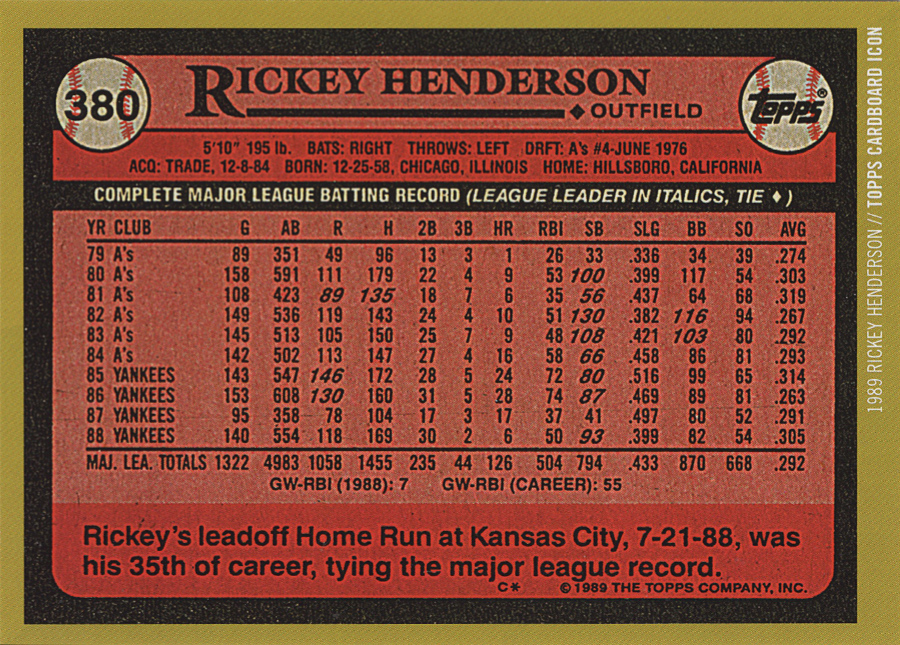 380
RICKEY HENDERSON
◆ OUTFIELD
Topps®
5'10" 195 lb. BATS: RIGHT THROWS: LEFT DRFT: A's #4-JUNE 1976
ACQ: TRADE, 12-8-84 BORN: 12-25-58, CHICAGO, ILLINOIS HOME: HILLSBORO, CALIFORNIA
COMPLETE MAJOR LEAGUE BATTING RECORD (LEAGUE LEADER IN ITALICS, TIE ♦)
YR CLUB G AB R H 2B 3B HR RBI SB SLG BB SO AVG
79 A's 89 351 49 96 13 3 1 26 33 .336 34 39 .274
80 A's 158 591 111 179 22 4 9 53 100 .399 117 54 .303
81 A's 108 423 89 135 18 7 6 35 56 .437 64 68 .319
82 A's 149 536 119 143 24 4 10 51 130 .382 116 94 .267
83 A's 145 513 105 150 25 7 9 48 108 .421 103 80 .292
84 A's 142 502 113 147 27 4 16 58 66 .458 86 81 .293
85 YANKEES 143 547 146 172 28 5 24 72 80 .516 99 65 .314
86 YANKEES 153 608 130 160 31 5 28 74 87 .469 89 81 .263
87 YANKEES 95 358 78 104 17 3 17 37 41 .497 80 52 .291
88 YANKEES 140 554 118 169 30 2 6 50 93 .399 82 54 .305
MAJ. LEA. TOTALS 1322 4983 1058 1455 235 44 126 504 794 .433 870 668 .292
GW-RBI (1988): 7 GW-RBI (CAREER): 55
Rickey's leadoff Home Run at Kansas City, 7-21-88, was
his 35th of career, tying the major league record.
C* © 1989 THE TOPPS COMPANY, INC.
1989 RICKEY HENDERSON // TOPPS CARDBOARD ICON